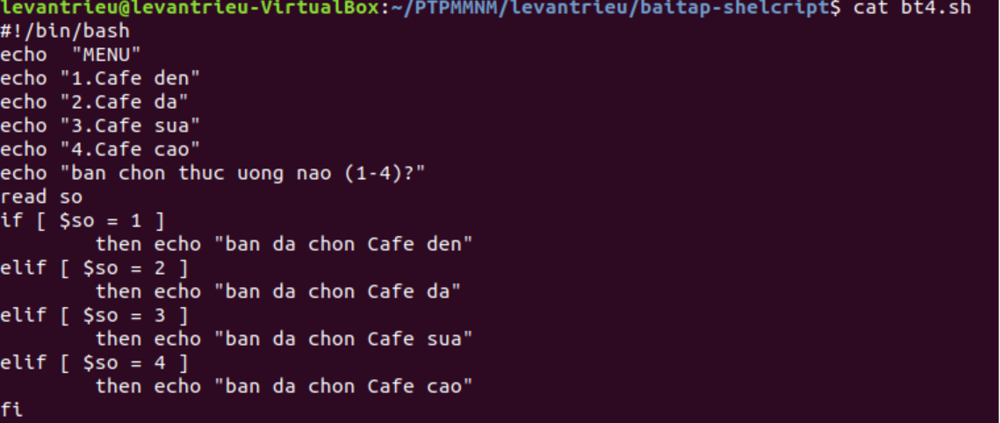 levantrieu@levantrieu-VirtualBox:~/PTPMMNM/levantrieu/baitap-shelcript$ cat bt4.sh
#!/bin/bash
echo  "MENU"
echo "1.Cafe den"
echo "2.Cafe da"
echo "3.Cafe sua"
echo "4.Cafe cao"
echo "ban chon thuc uong nao (1-4)?"
read so
if [ $so = 1 ]
        then echo "ban da chon Cafe den"
elif [ $so = 2 ]
        then echo "ban da chon Cafe da"
elif [ $so = 3 ]
        then echo "ban da chon Cafe sua"
elif [ $so = 4 ]
        then echo "ban da chon Cafe cao"
fi